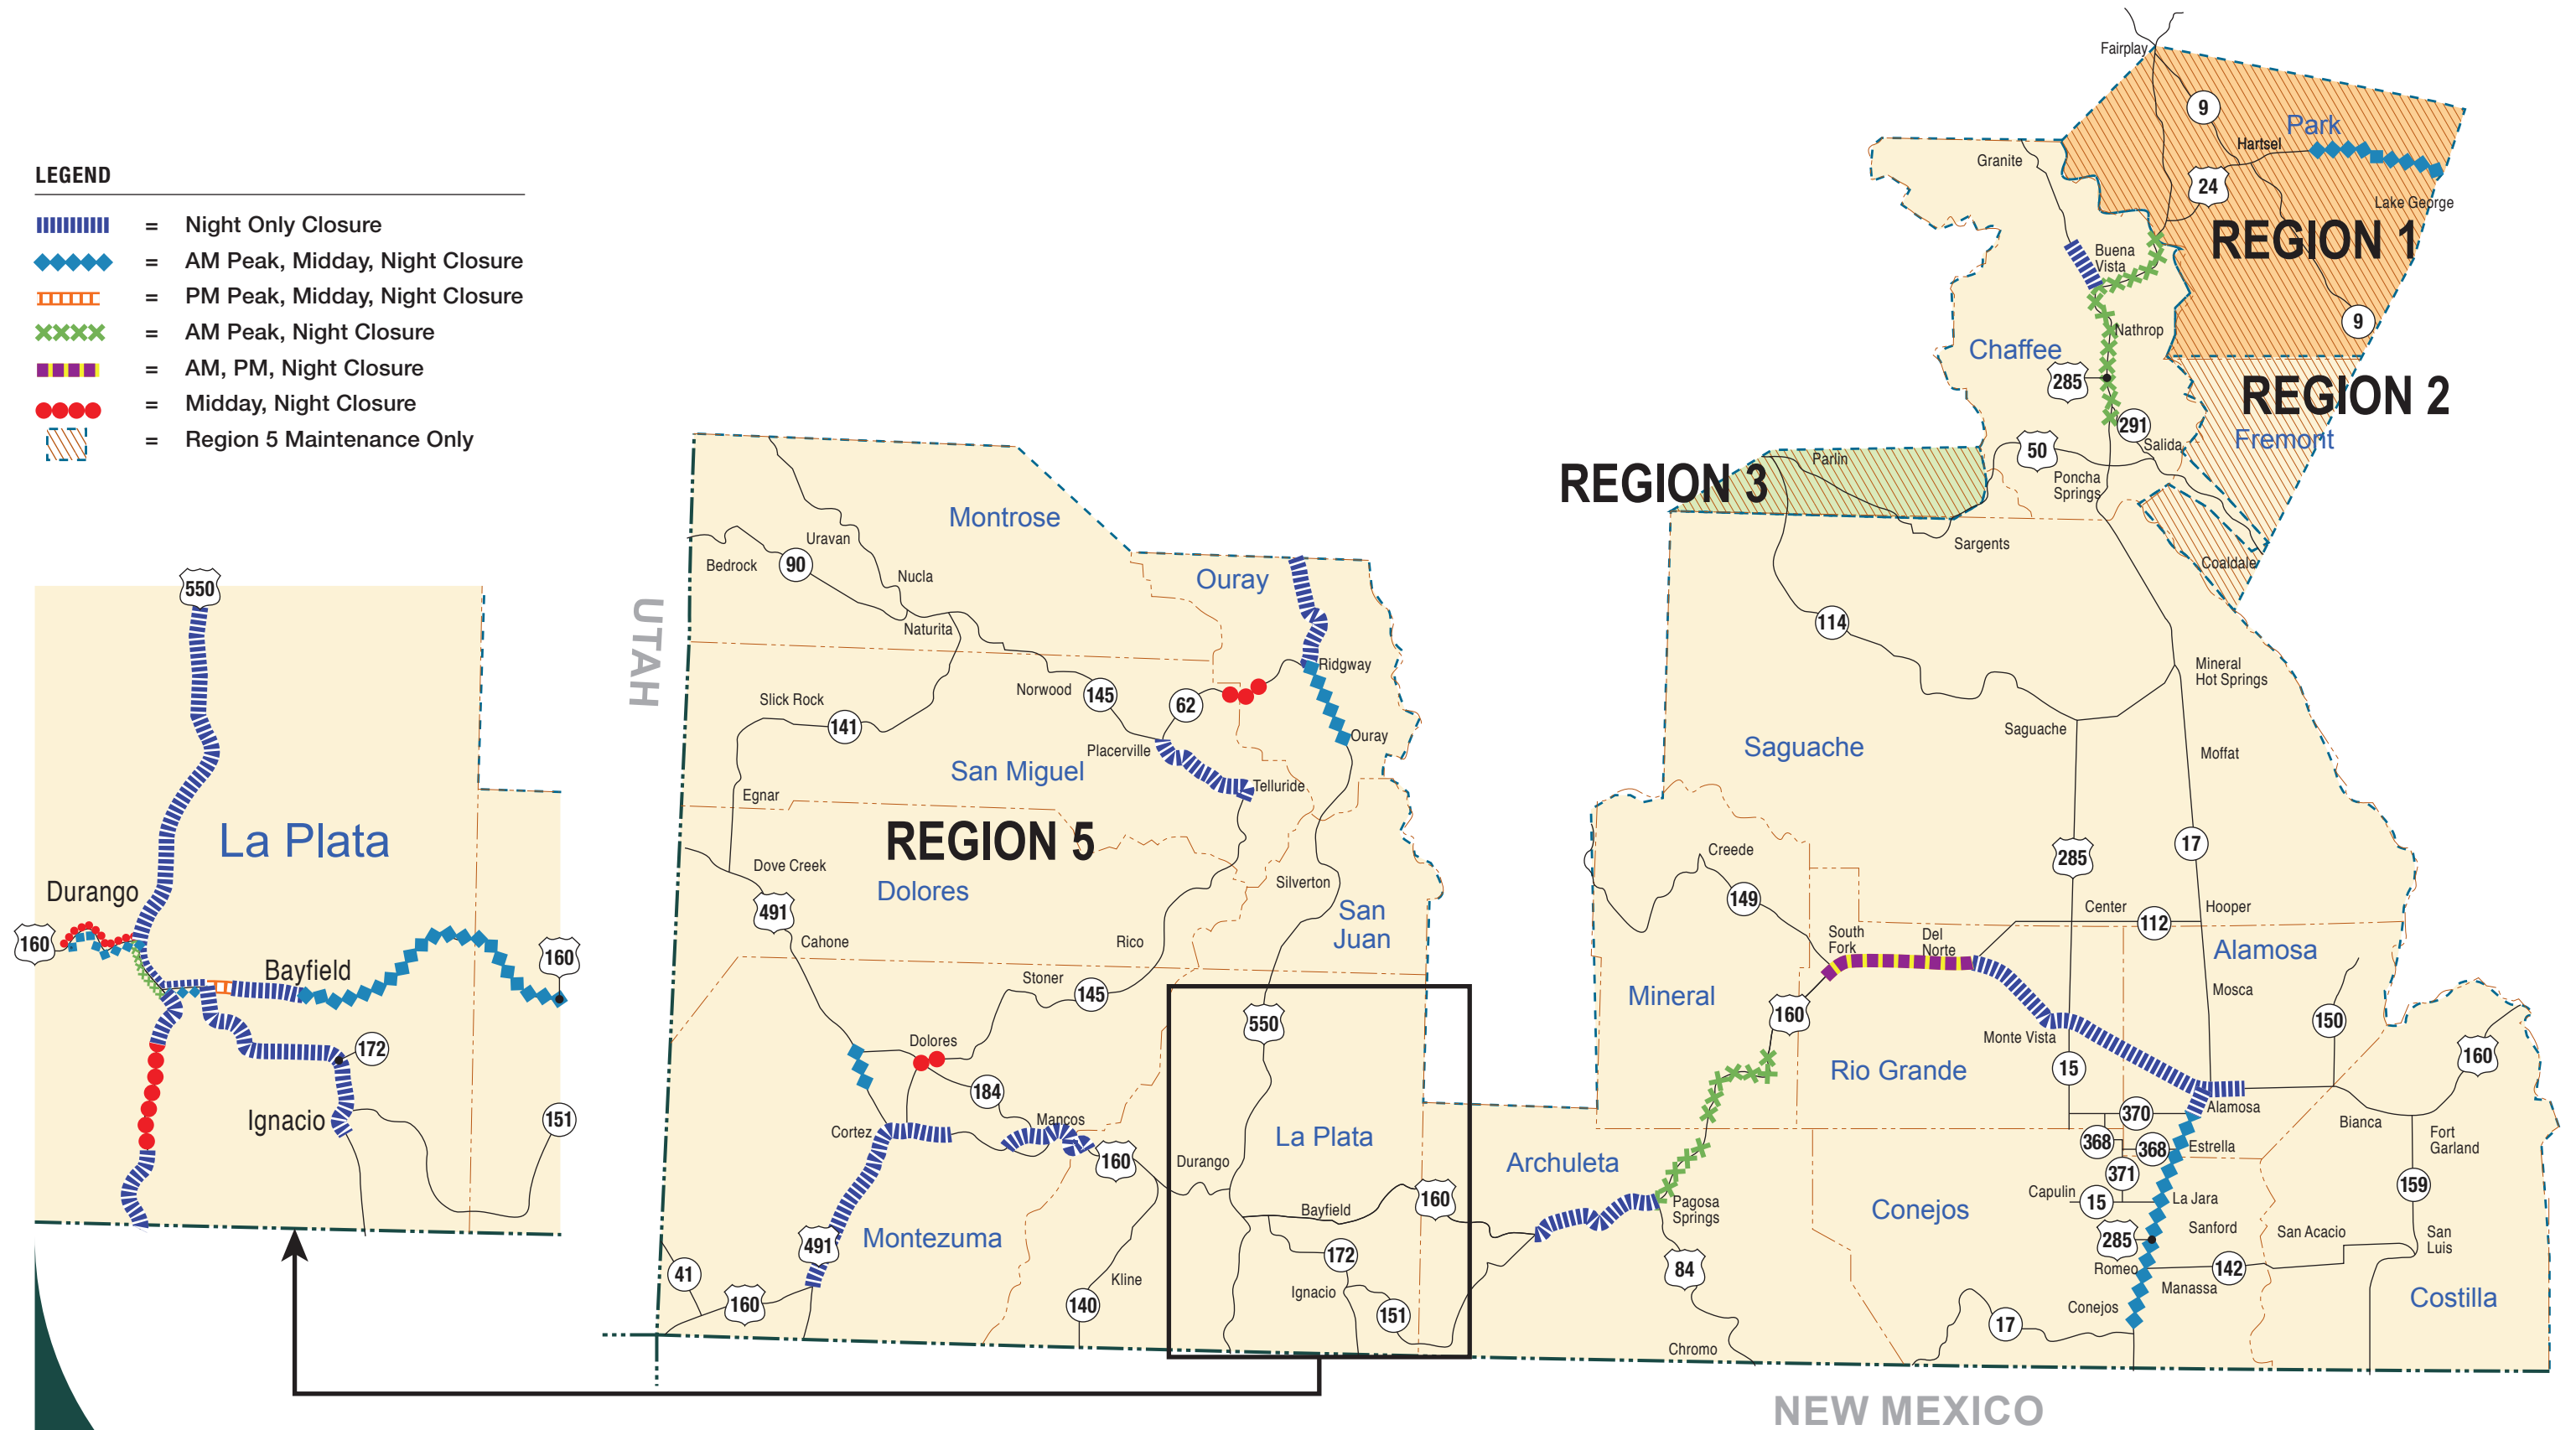 LEGEND
= Night Only Closure
= AM Peak, Midday, Night Closure
= PM Peak, Midday, Night Closure
= AM Peak, Night Closure
= AM, PM, Night Closure
= Midday, Night Closure
= Region 5 Maintenance Only
550
La Plata
Durango
160
Bayfield
160
172
Ignacio
151
UTAH
Montrose
Uravan
Bedrock
90
Nucla
Naturita
Ouray
Ridgway
Norwood
145
62
Slick Rock
141
Ouray
Placerville
San Miguel
Telluride
Egnar
REGION 5
Dove Creek
Dolores
Silverton
491
San
Juan
Cahone
Rico
Stoner
145
550
Dolores
184
Mancos
Cortez
160
La Plata
Durango
160
Bayfield
491
Montezuma
172
41
Kline
Ignacio
160
140
151
Fairplay
9
Park
Hartsel
Granite
24
Lake George
REGION 1
Buena
Vista
9
Nathrop
Chaffee
285
REGION 2
291
Fremont
50
Salida
Parlin
REGION 3
Poncha
Springs
Sargents
Coaldale
114
Mineral
Hot Springs
Saguache
Saguache
Moffat
Creede
285
17
149
Center
Hooper
112
South
Fork
Del
Norte
Alamosa
Mineral
Mosca
160
150
Monte Vista
160
15
Rio Grande
370
Alamosa
Bianca
368
368
Estrella
Fort
Garland
Archuleta
371
159
Capulin
15
La Jara
Pagosa
Springs
Conejos
Sanford
San Acacio
San
Luis
285
84
Romeo
142
Manassa
Costilla
Conejos
17
Chromo
NEW MEXICO